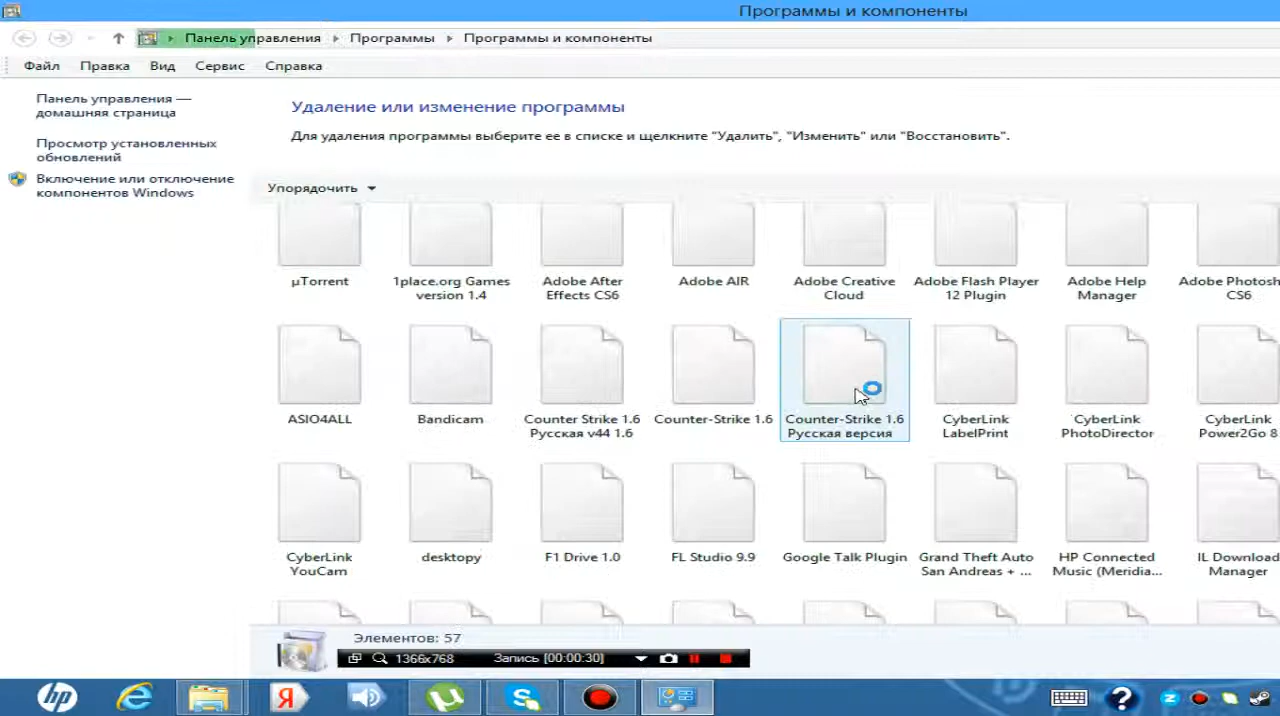 Программы и компоненты
Панель управления Программы Программы и компоненты
Файл Правка Вид Сервис Справка
Панель управления —
домашняя страница
Просмотр установленных
обновлений
Включение или отключение
компонентов Windows
Удаление или изменение программы
Для удаления программы выберите ее в списке и щелкните "Удалить", "Изменить" или "Восстановить".
Упорядочить
µTorrent
1place.org Games
version 1.4
Adobe After
Effects CS6
Adobe AIR
Adobe Creative
Cloud
Adobe Flash Player
12 Plugin
Adobe Help
Manager
Adobe Photosh
CS6
ASIO4ALL
Bandicam
Counter Strike 1.6
Русская v44 1.6
Counter-Strike 1.6
Counter-Strike 1.6
Русская версия
CyberLink
LabelPrint
CyberLink
PhotoDirector
CyberLink
Power2Go 8
CyberLink
YouCam
desktopy
F1 Drive 1.0
FL Studio 9.9
Google Talk Plugin
Grand Theft Auto
San Andreas + ...
HP Connected
Music (Meridia...
IL Download
Manager
Элементов: 57
1366x768 Запись [00:00:30]
hp
Я